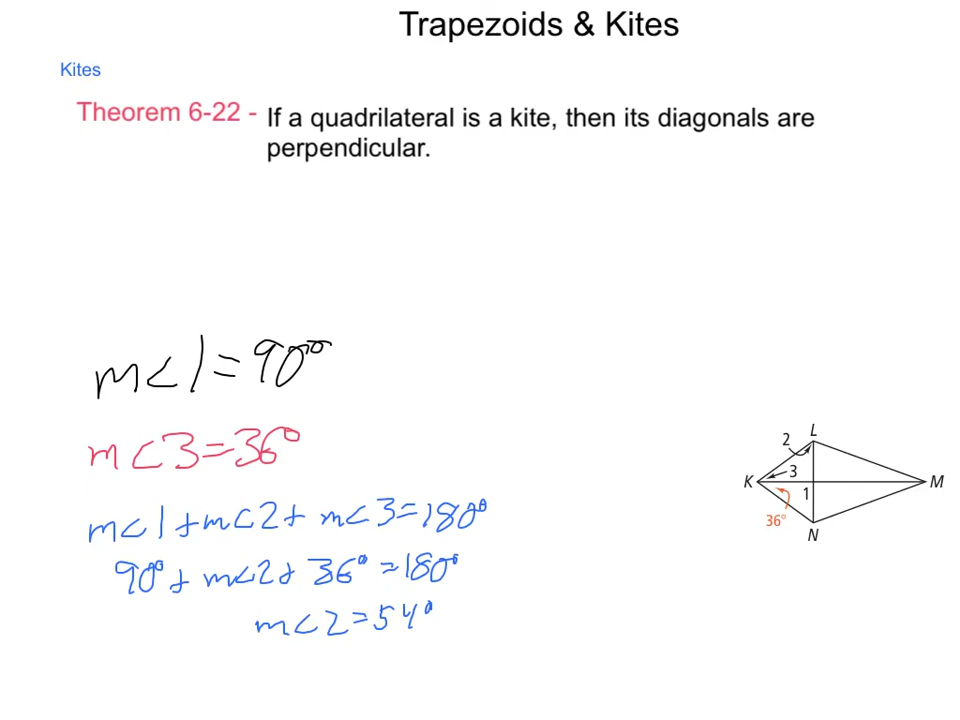 Trapezoids & Kites
Kites
Theorem 6-22 - If a quadrilateral is a kite, then its diagonals are
perpendicular.
m<1=90°
m<3=36°
m<1+m<2+m<3=180°
90°+m<2+36°=180°
m<2=54°
L
2
3
K
M
1
36°
N